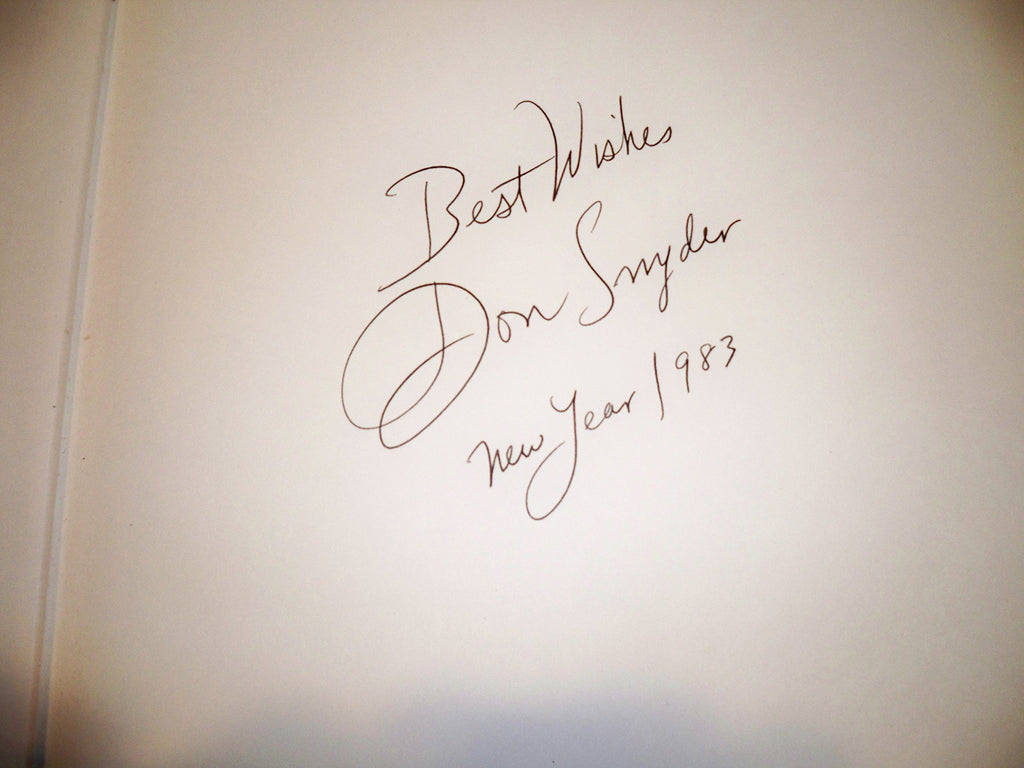 Best Wishes
Don Snyder
New Year 1983